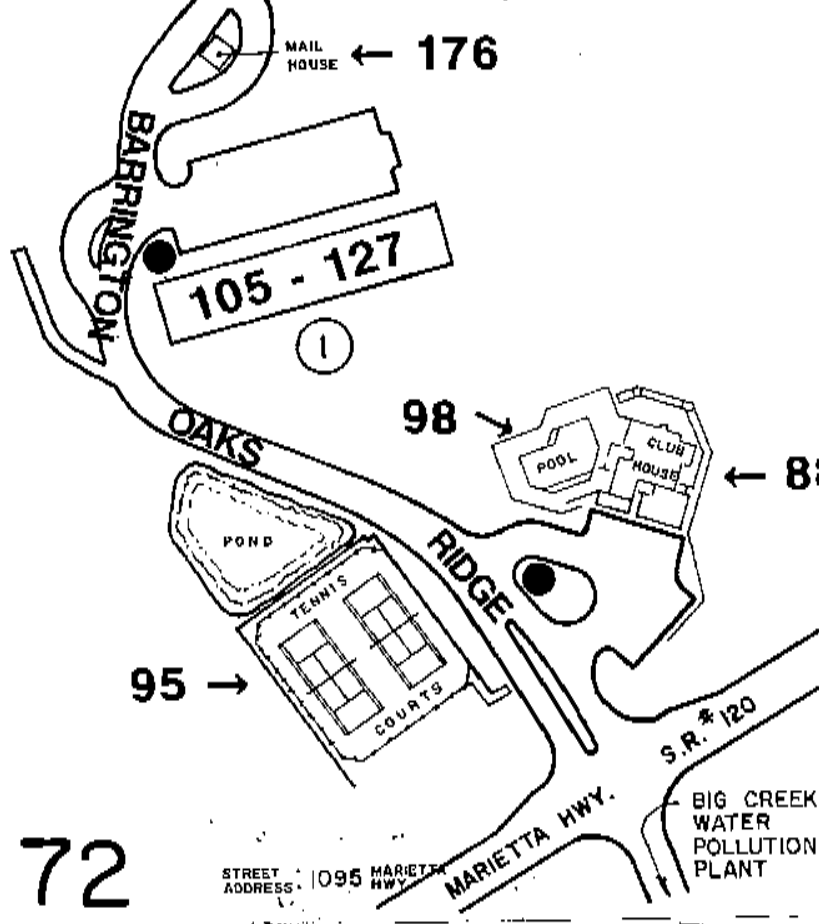 MAIL
HOUSE ← 176
BARRINGTON
105 - 127
1
OAKS
98
POOL
CLUB
HOUSE
← 8
POND
RIDGE
TENNIS
COURTS
95 →
S.R. # 120
MARIETTA HWY.
BIG CREEK
WATER
POLLUTION
PLANT
72
STREET
ADDRESS: 1095 MARIETTA
HWY